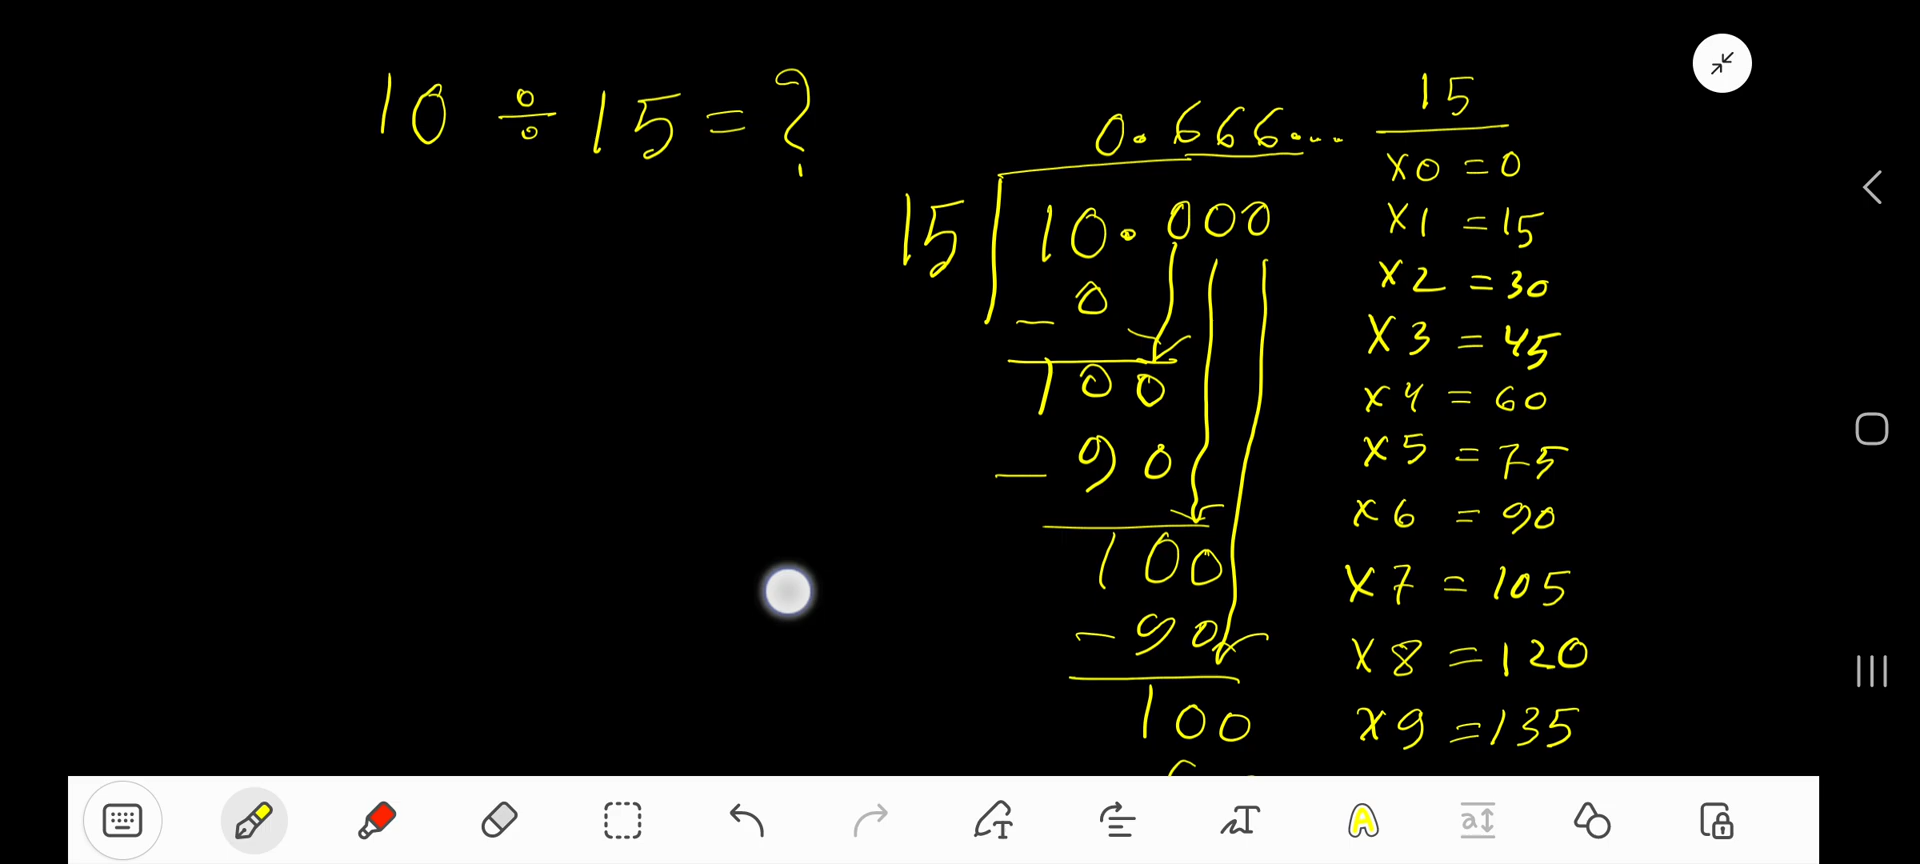 10 ÷ 15 = ?
0.666...
15
10.000
- 0
100
- 90
100
- 90
100
15
x0 = 0
x1 = 15
x2 = 30
x3 = 45
x4 = 60
x5 = 75
x6 = 90
x7 = 105
x8 = 120
x9 = 135
T
T
A
a